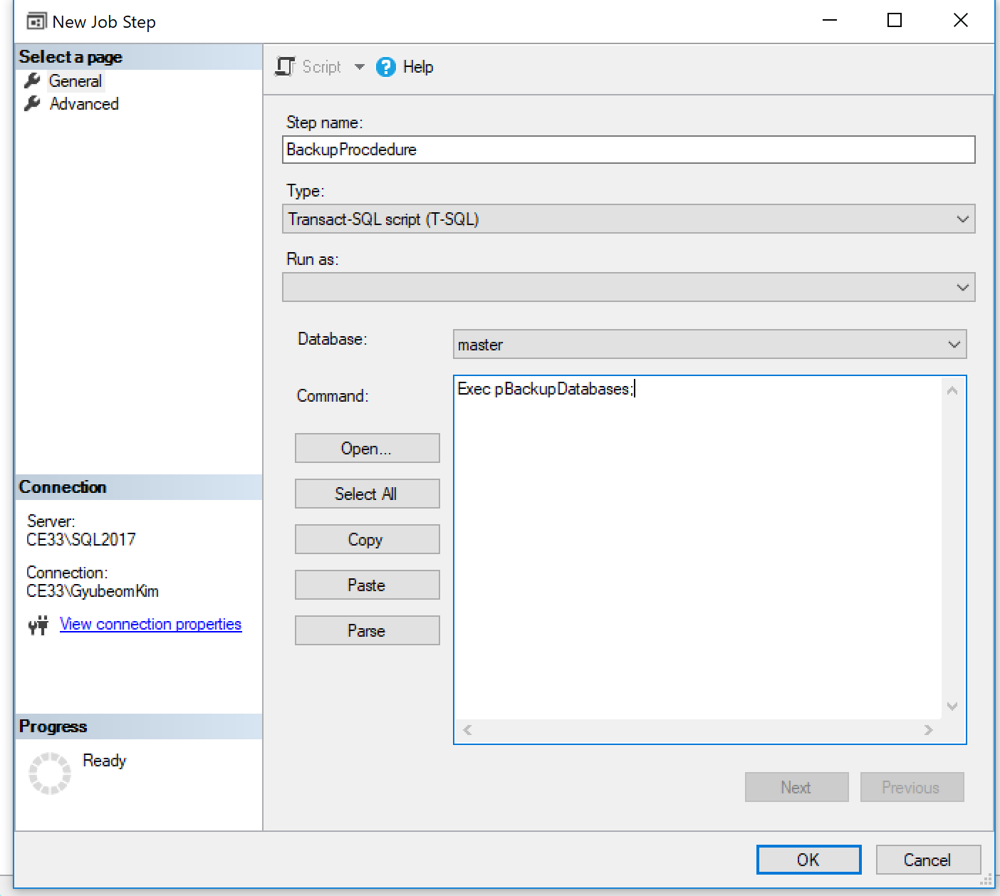 New Job Step
Select a page
General
Advanced
Script
Help
Step name:
BackupProcdedure
Type:
Transact-SQL script (T-SQL)
Run as:
Database:
master
Command:
Exec pBackupDatabases;
Open...
Select All
Copy
Paste
Parse
Connection
Server:
CE33\SQL2017
Connection:
CE33\GyubeomKim
View connection properties
Progress
Ready
Next
Previous
OK
Cancel